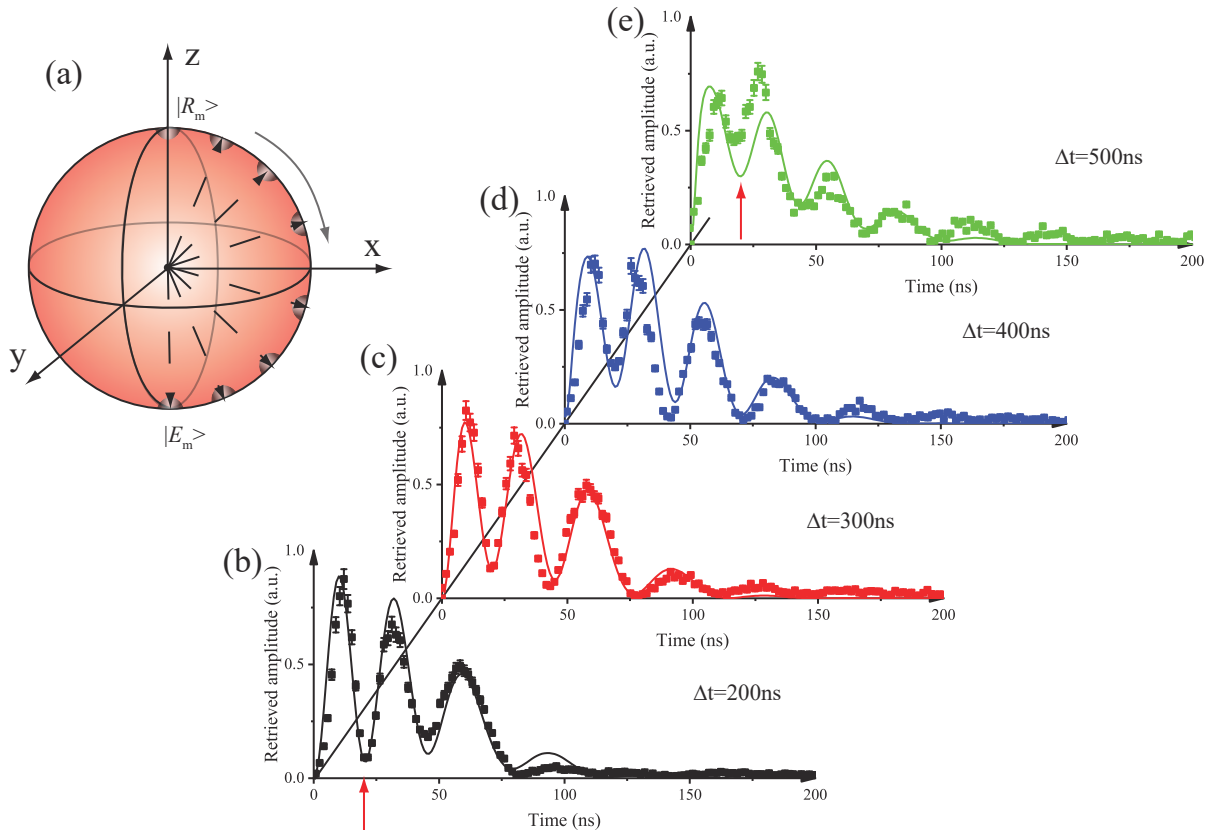 (a)
z
|Rm>
x
y
|Em>
(e)
Retrieved amplitude (a.u.)
1.0
0.5
0.0
0
50
100
150
200
Time (ns)
Δt=500ns
(d)
Retrieved amplitude (a.u.)
1.0
0.5
0.0
0
50
100
150
200
Time (ns)
Δt=400ns
(c)
Retrieved amplitude (a.u.)
1.0
0.5
0.0
0
50
100
150
200
Time (ns)
Δt=300ns
(b)
Retrieved amplitude (a.u.)
1.0
0.5
0.0
0
50
100
150
200
Time (ns)
Δt=200ns